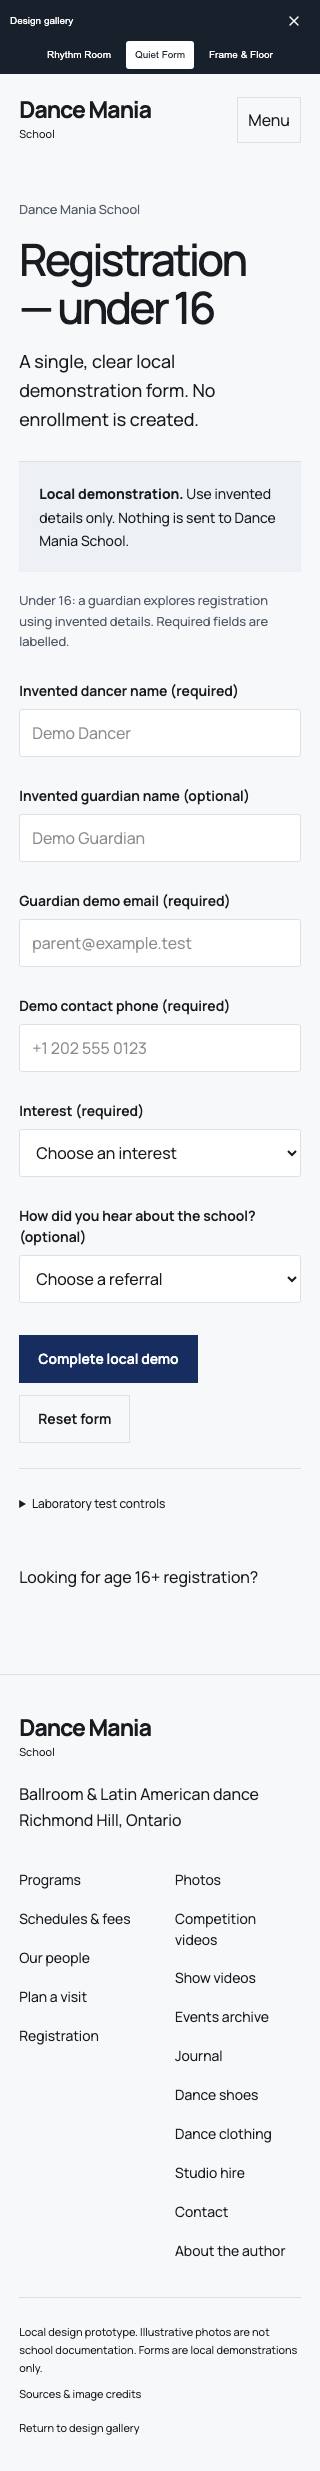 Design gallery
×
Rhythm Room Quiet Form Frame & Floor
Dance Mania
School
Menu
Dance Mania School
Registration
— under 16
A single, clear local
demonstration form. No
enrollment is created.
Local demonstration. Use invented
details only. Nothing is sent to Dance
Mania School.
Under 16: a guardian explores registration
using invented details. Required fields are
labelled.
Invented dancer name (required)
Demo Dancer
Invented guardian name (optional)
Demo Guardian
Guardian demo email (required)
parent@example.test
Demo contact phone (required)
+1 202 555 0123
Interest (required)
Choose an interest
How did you hear about the school?
(optional)
Choose a referral
Complete local demo
Reset form
Laboratory test controls
Looking for age 16+ registration?
Dance Mania
School
Ballroom & Latin American dance
Richmond Hill, Ontario
Programs
Schedules & fees
Our people
Plan a visit
Registration
Photos
Competition
videos
Show videos
Events archive
Journal
Dance shoes
Dance clothing
Studio hire
Contact
About the author
Local design prototype. Illustrative photos are not
school documentation. Forms are local demonstrations
only.
Sources & image credits
Return to design gallery